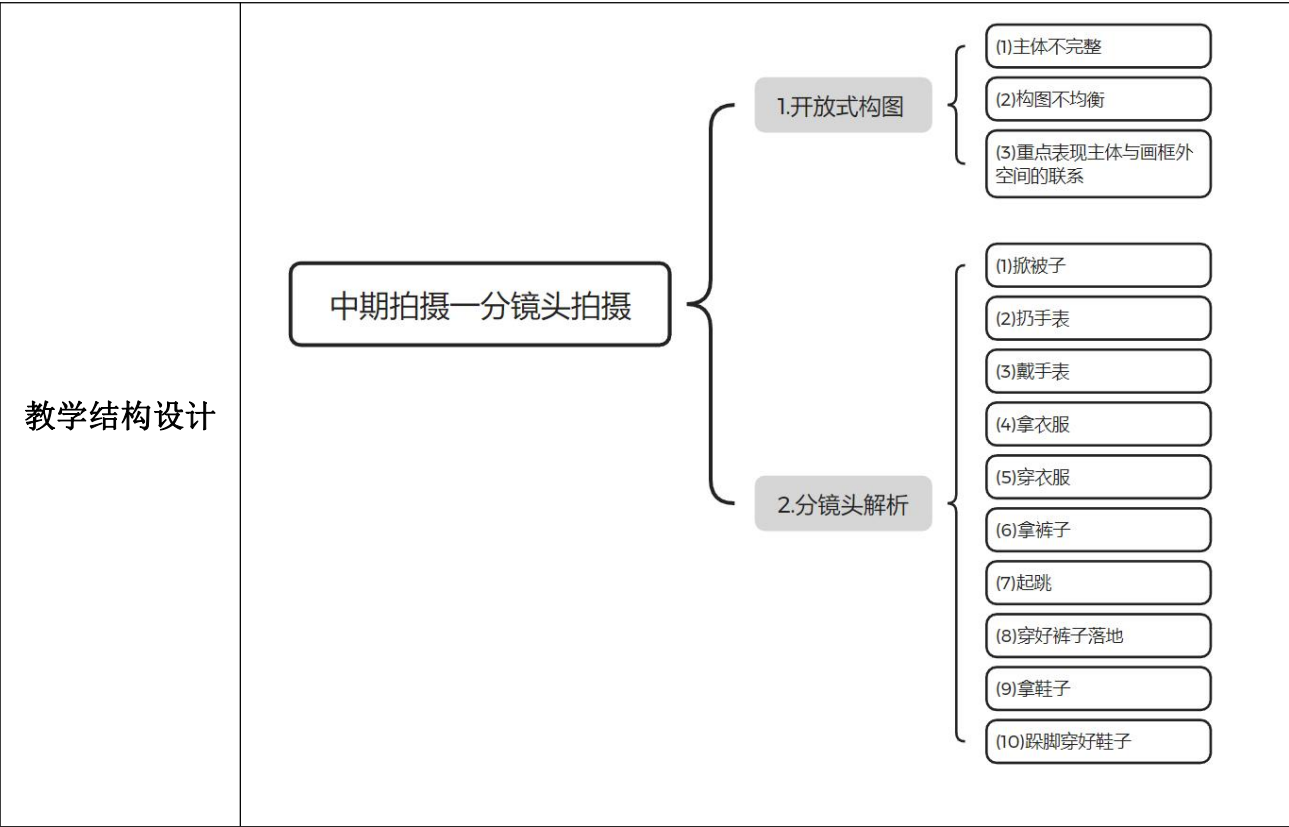 教学结构设计
中期拍摄一分镜头拍摄
1.开放式构图
(1)主体不完整
(2)构图不均衡
(3)重点表现主体与画框外
空间的联系
2.分镜头解析
(1)掀被子
(2)扔手表
(3)戴手表
(4)拿衣服
(5)穿衣服
(6)拿裤子
(7)起跳
(8)穿好裤子落地
(9)拿鞋子
(10)跺脚穿好鞋子